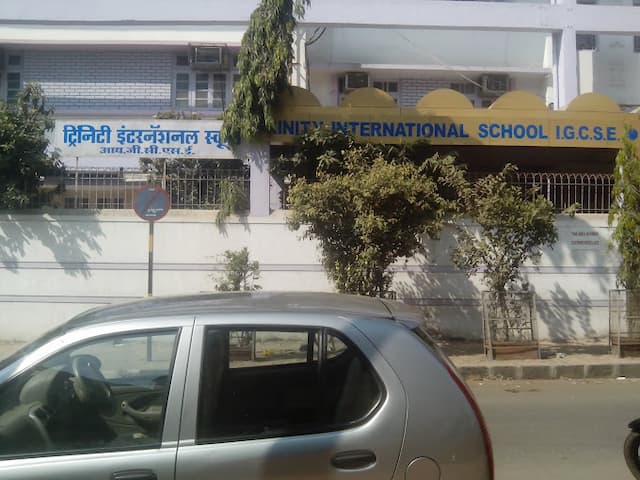 ट्रिनिटि इंटरनॅशनल स्कू
आय.जी.सी.एस.ई.
INITY INTERNATIONAL SCHOOL I.G.C.S.E.